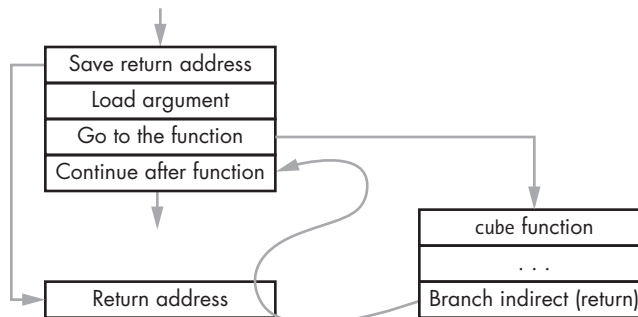 Save return address
Load argument
Go to the function
Continue after function
cube function
. . .
Return address
Branch indirect (return)